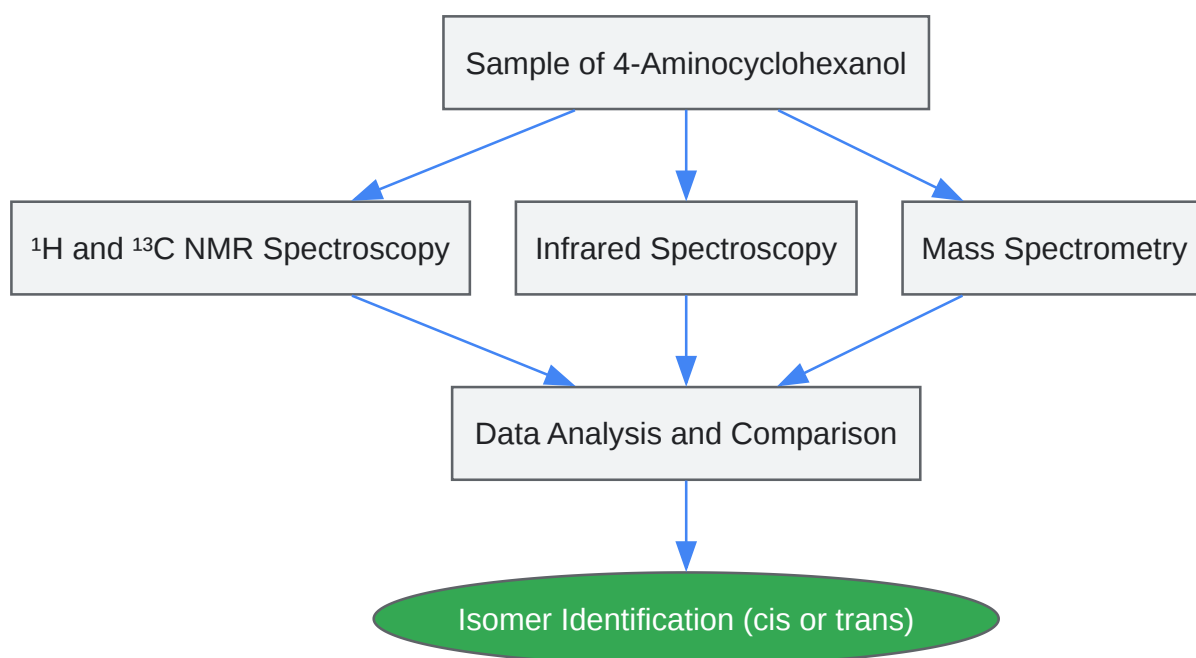 Sample of 4-Aminocyclohexanol
¹H and ¹³C NMR Spectroscopy
Infrared Spectroscopy
Mass Spectrometry
Data Analysis and Comparison
Isomer Identification (cis or trans)